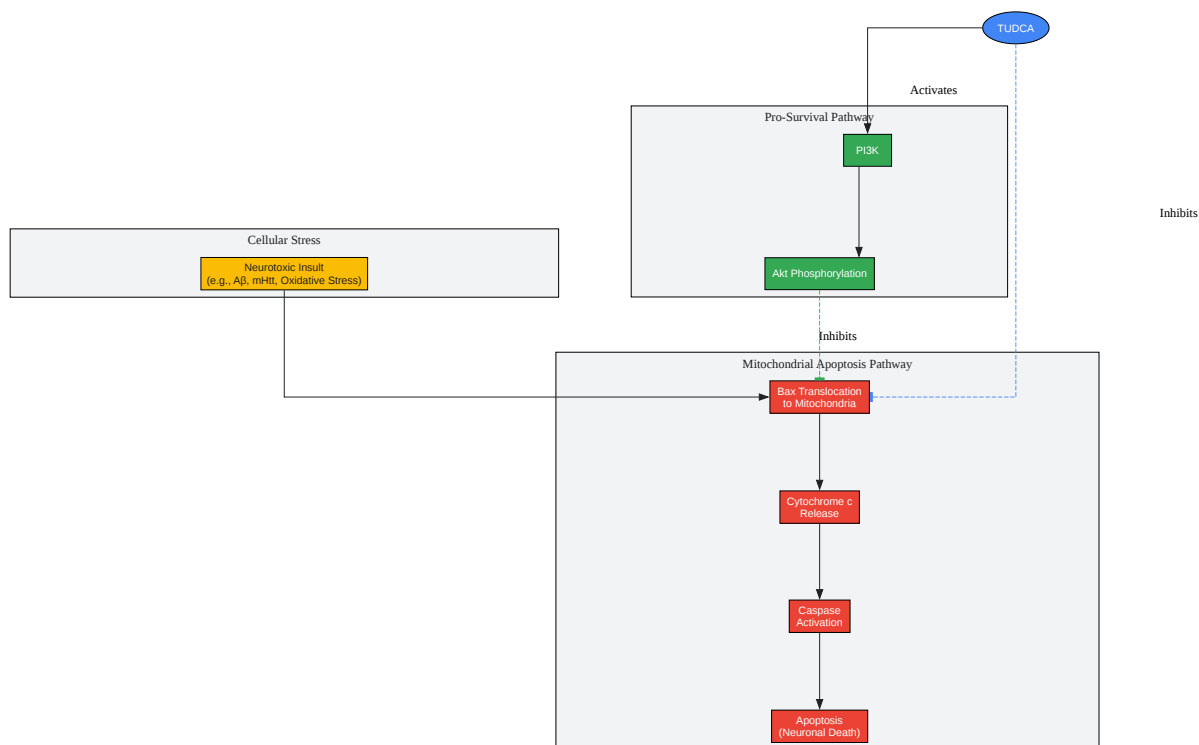 TUDCA
Activates
Pro-Survival Pathway
PI3K
Inhibits
Cellular Stress
Neurotoxic Insult
(e.g., Aβ, mHtt, Oxidative Stress)
Akt Phosphorylation
Inhibits
Mitochondrial Apoptosis Pathway
Bax Translocation
to Mitochondria
Cytochrome c
Release
Caspase
Activation
Apoptosis
(Neuronal Death)